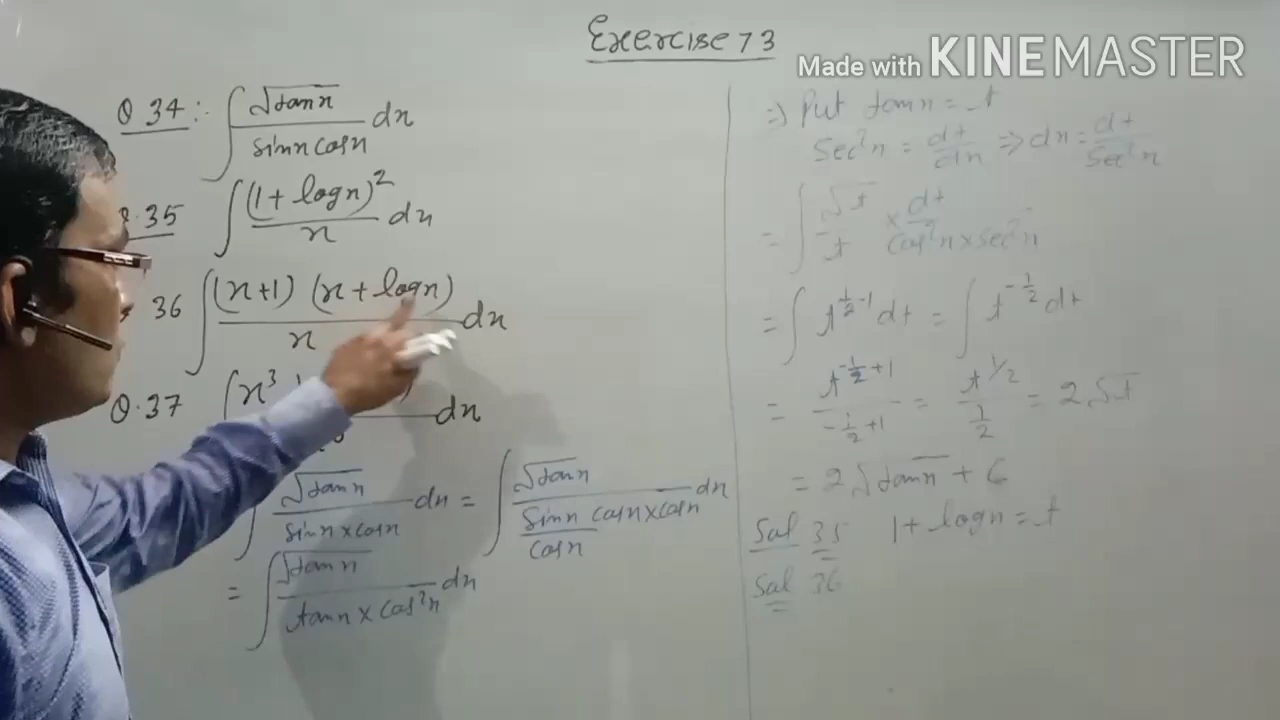 Exercise 7 3
Made with KINEMASTER
Q 34 :- ∫ √tanx / sinx cosx dx
35 ∫ (1 + logx)² / x dx
36 ∫ (x+1) (x + logx) / x dx
Q.37 ∫ x³ dx
∫ √tanx / sinx × cosx dx = ∫ √tanx / (sinx / cosx) cosx × cosx dx
= ∫ √tanx / tanx × cos²x dx
⇒ Put tanx = t
sec²x = dt/dx ⇒ dx = dt / sec²x
= ∫ √t / t × dt / cos²x × sec²x
= ∫ t^(1/2 - 1) dt = ∫ t^(-1/2) dt
= t^(-1/2 + 1) / (-1/2 + 1) = t^(1/2) / (1/2) = 2√t
= 2√tanx + C
Sol 35 1 + logx = t
Sol 36